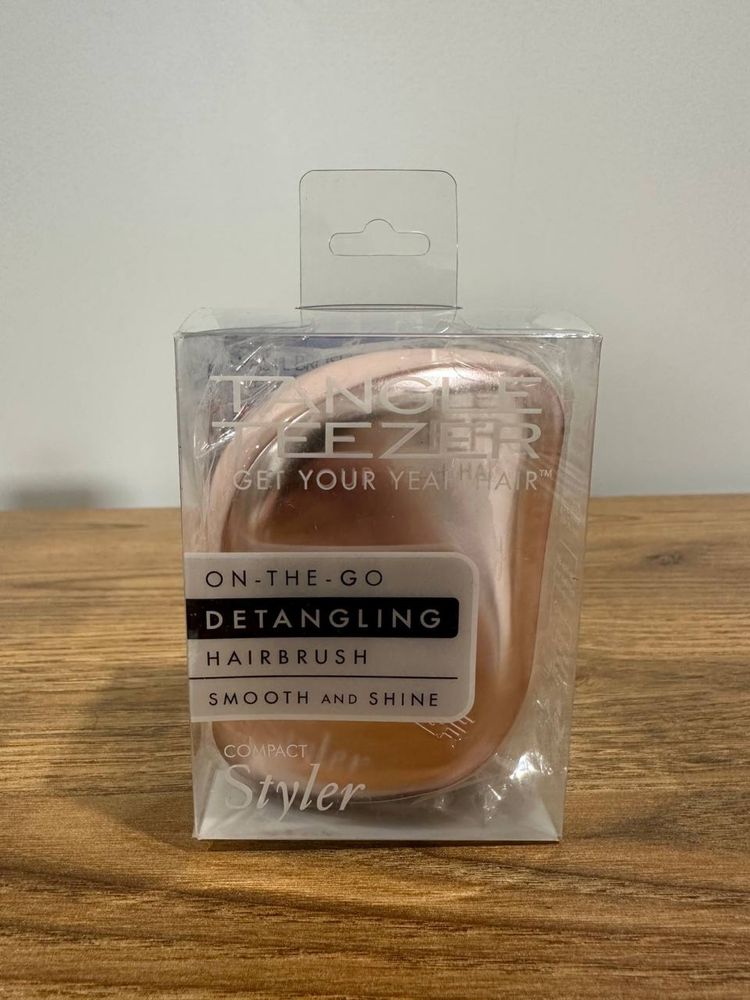 TANGLE
TEEZER
GET YOUR YEAH HAIR™
ON-THE-GO
DETANGLING
HAIRBRUSH
SMOOTH AND SHINE
COMPACT
Styler